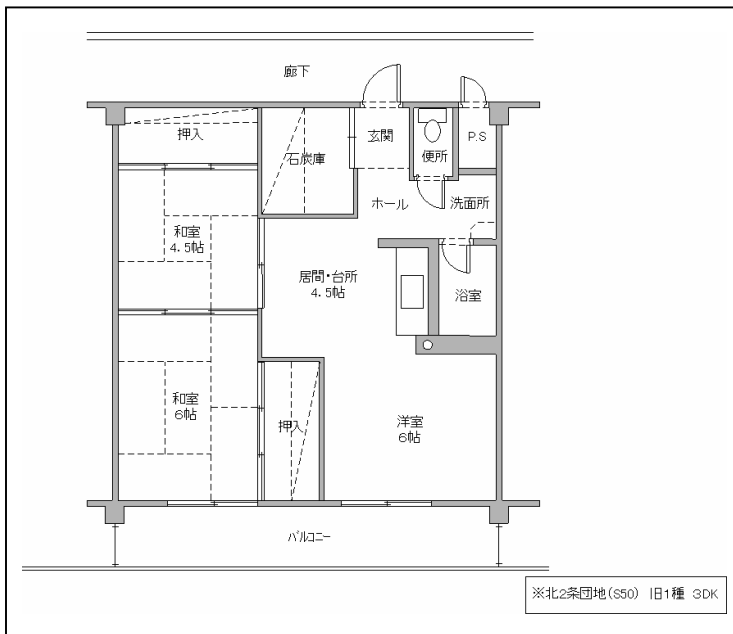 廊下
押入
石炭庫
玄関
便所
P.S
ホール
洗面所
和室
4.5帖
居間・台所
4.5帖
浴室
和室
6帖
押入
洋室
6帖
バルコニー
※北2条団地(S50) 旧1種 3DK